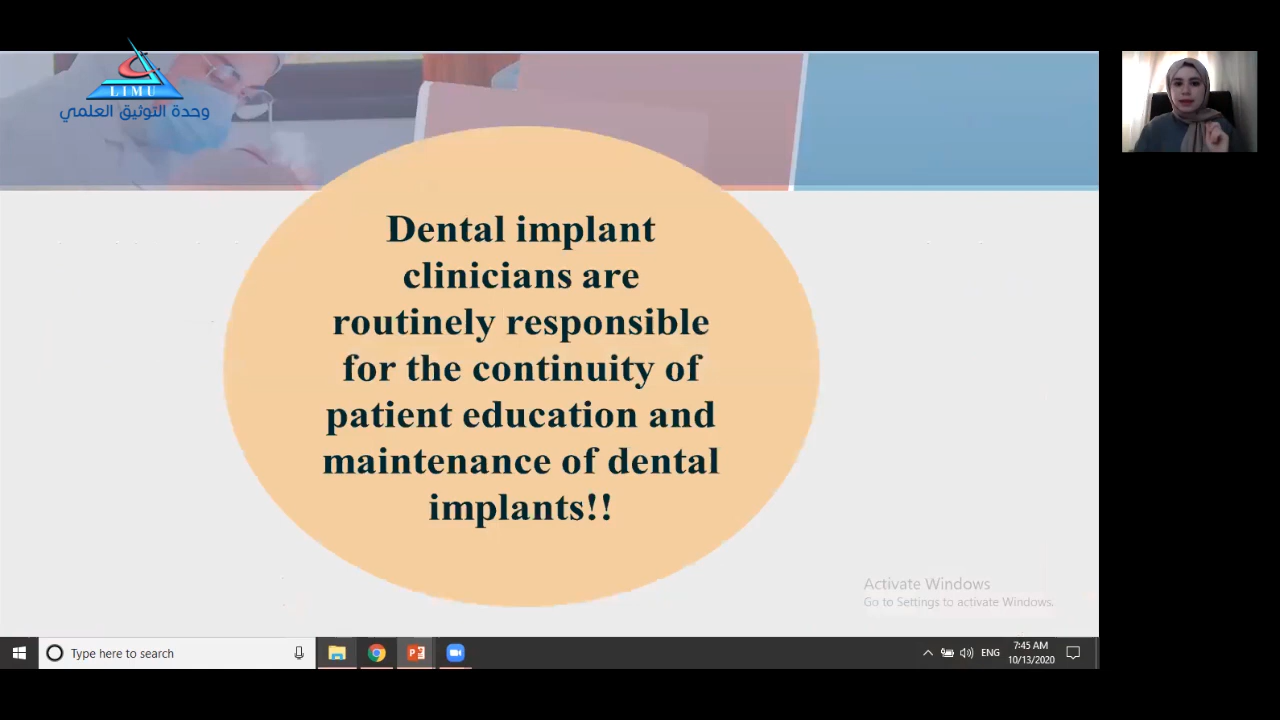 LIMU
وحدة التوثيق العلمي
Dental implant
clinicians are
routinely responsible
for the continuity of
patient education and
maintenance of dental
implants!!
Activate Windows
Go to Settings to activate Windows.
Type here to search
ENG
7:45 AM
10/13/2020